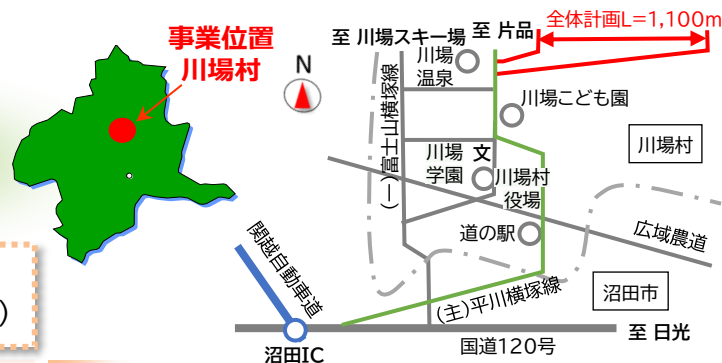 事業位置
川場村
N
至 川場スキー場
至 片品
全体計画L=1,100m
川場
温泉
川場こども園
川場村
(一)富士山横塚線
川場
学園
文
川場村
役場
道の駅
広域農道
関越自動車道
(主)平川横塚線
沼田市
沼田IC
国道120号
至 日光
)